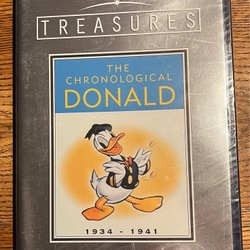 TREASURES
THE
CHRONOLOGICAL
DONALD
1934 - 1941